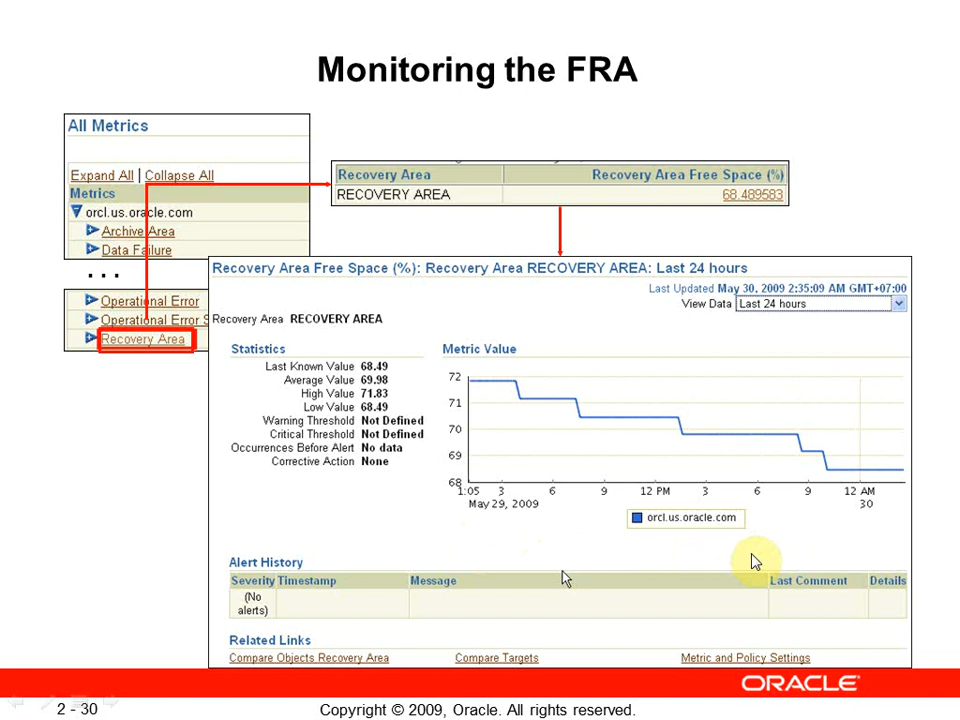 Monitoring the FRA
All Metrics
Expand All | Collapse All
Metrics
orcl.us.oracle.com
Archive Area
Data Failure
...
Operational Error
Operational Error S
Recovery Area
Recovery Area Recovery Area Free Space (%)
RECOVERY AREA 68.489583
Recovery Area Free Space (%): Recovery Area RECOVERY AREA: Last 24 hours
Last Updated May 30, 2009 2:35:09 AM GMT+07:00
View Data Last 24 hours
Recovery Area RECOVERY AREA
Statistics
Last Known Value 68.49
Average Value 69.98
High Value 71.83
Low Value 68.49
Warning Threshold Not Defined
Critical Threshold Not Defined
Occurrences Before Alert No data
Corrective Action None
Metric Value
72
71
70
69
68
1:05 3 6 9 12 PM 3 6 9 12 AM
May 29, 2009 30
orcl.us.oracle.com
Alert History
Severity Timestamp Message Last Comment Details
(No
alerts)
Related Links
Compare Objects Recovery Area Compare Targets Metric and Policy Settings
ORACLE
2 - 30
Copyright © 2009, Oracle. All rights reserved.